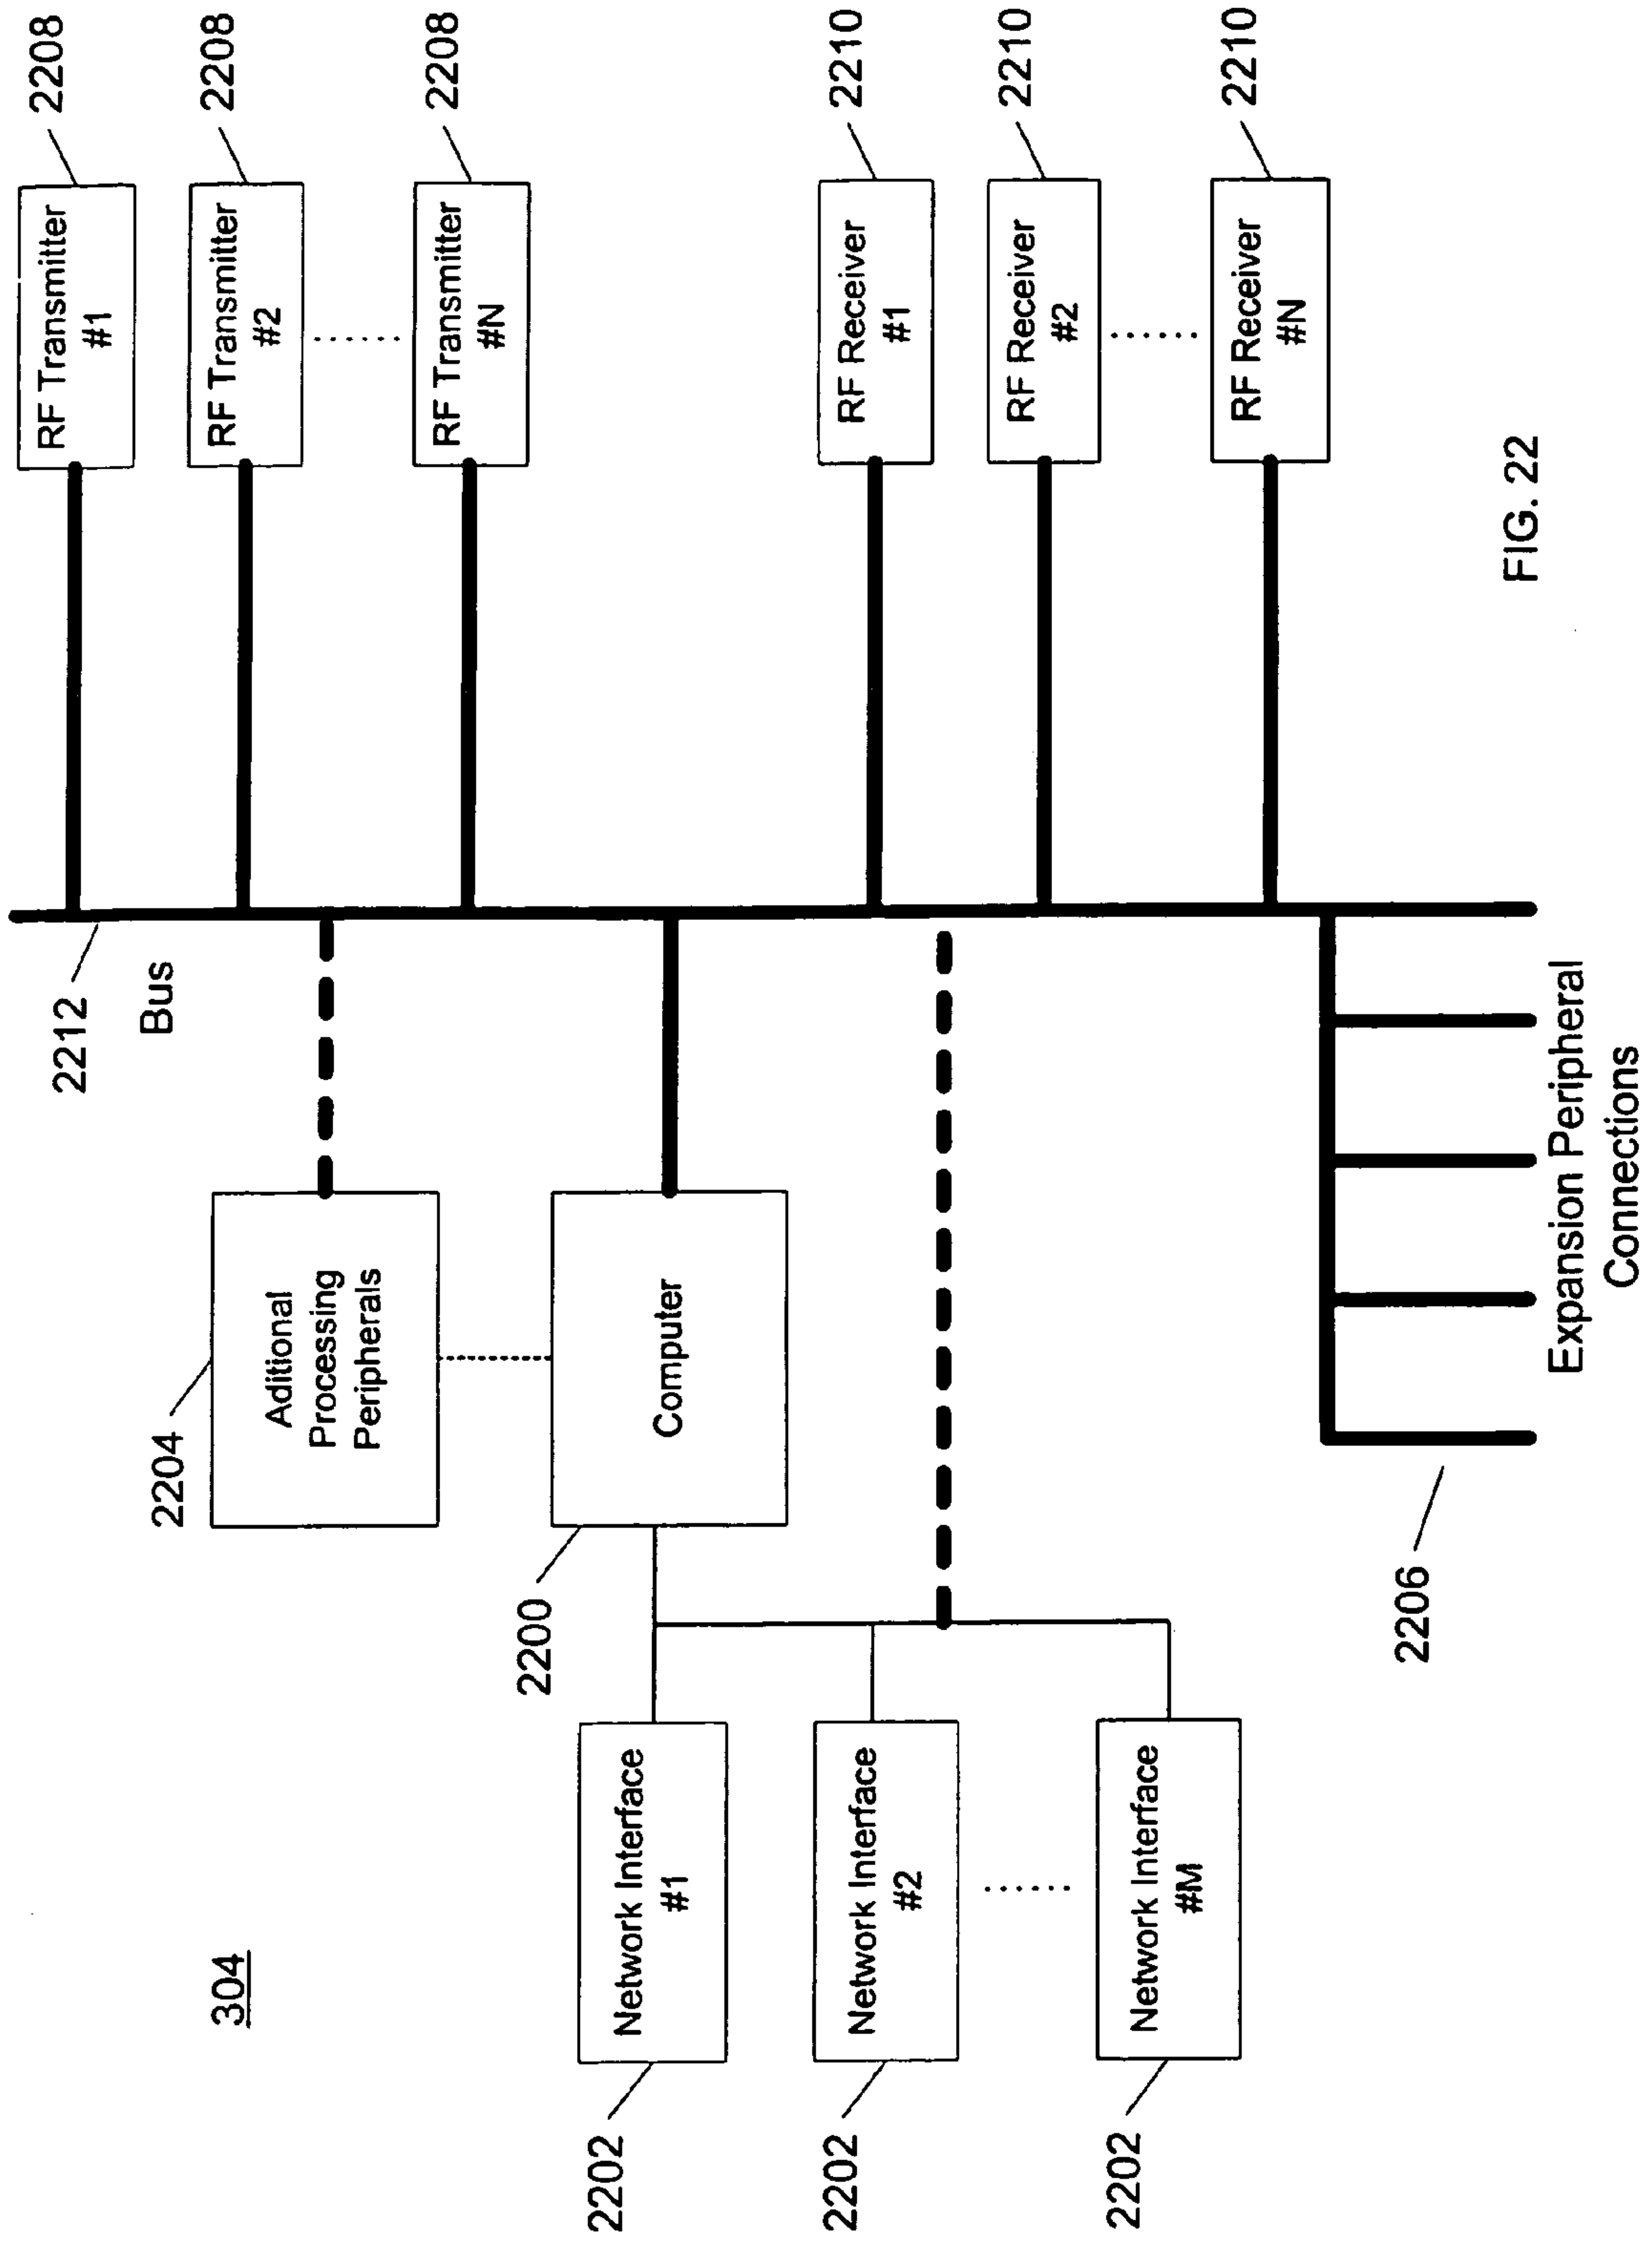 304
2202
Network Interface
#1
2202
Network Interface
#2
2202
Network Interface
#M
2204
Aditional
Processing
Peripherals
2200
Computer
2206
Expansion Peripheral
Connections
2212
Bus
2208
RF Transmitter
#1
2208
RF Transmitter
#2
2208
RF Transmitter
#N
2210
RF Receiver
#1
2210
RF Receiver
#2
2210
RF Receiver
#N
FIG. 22